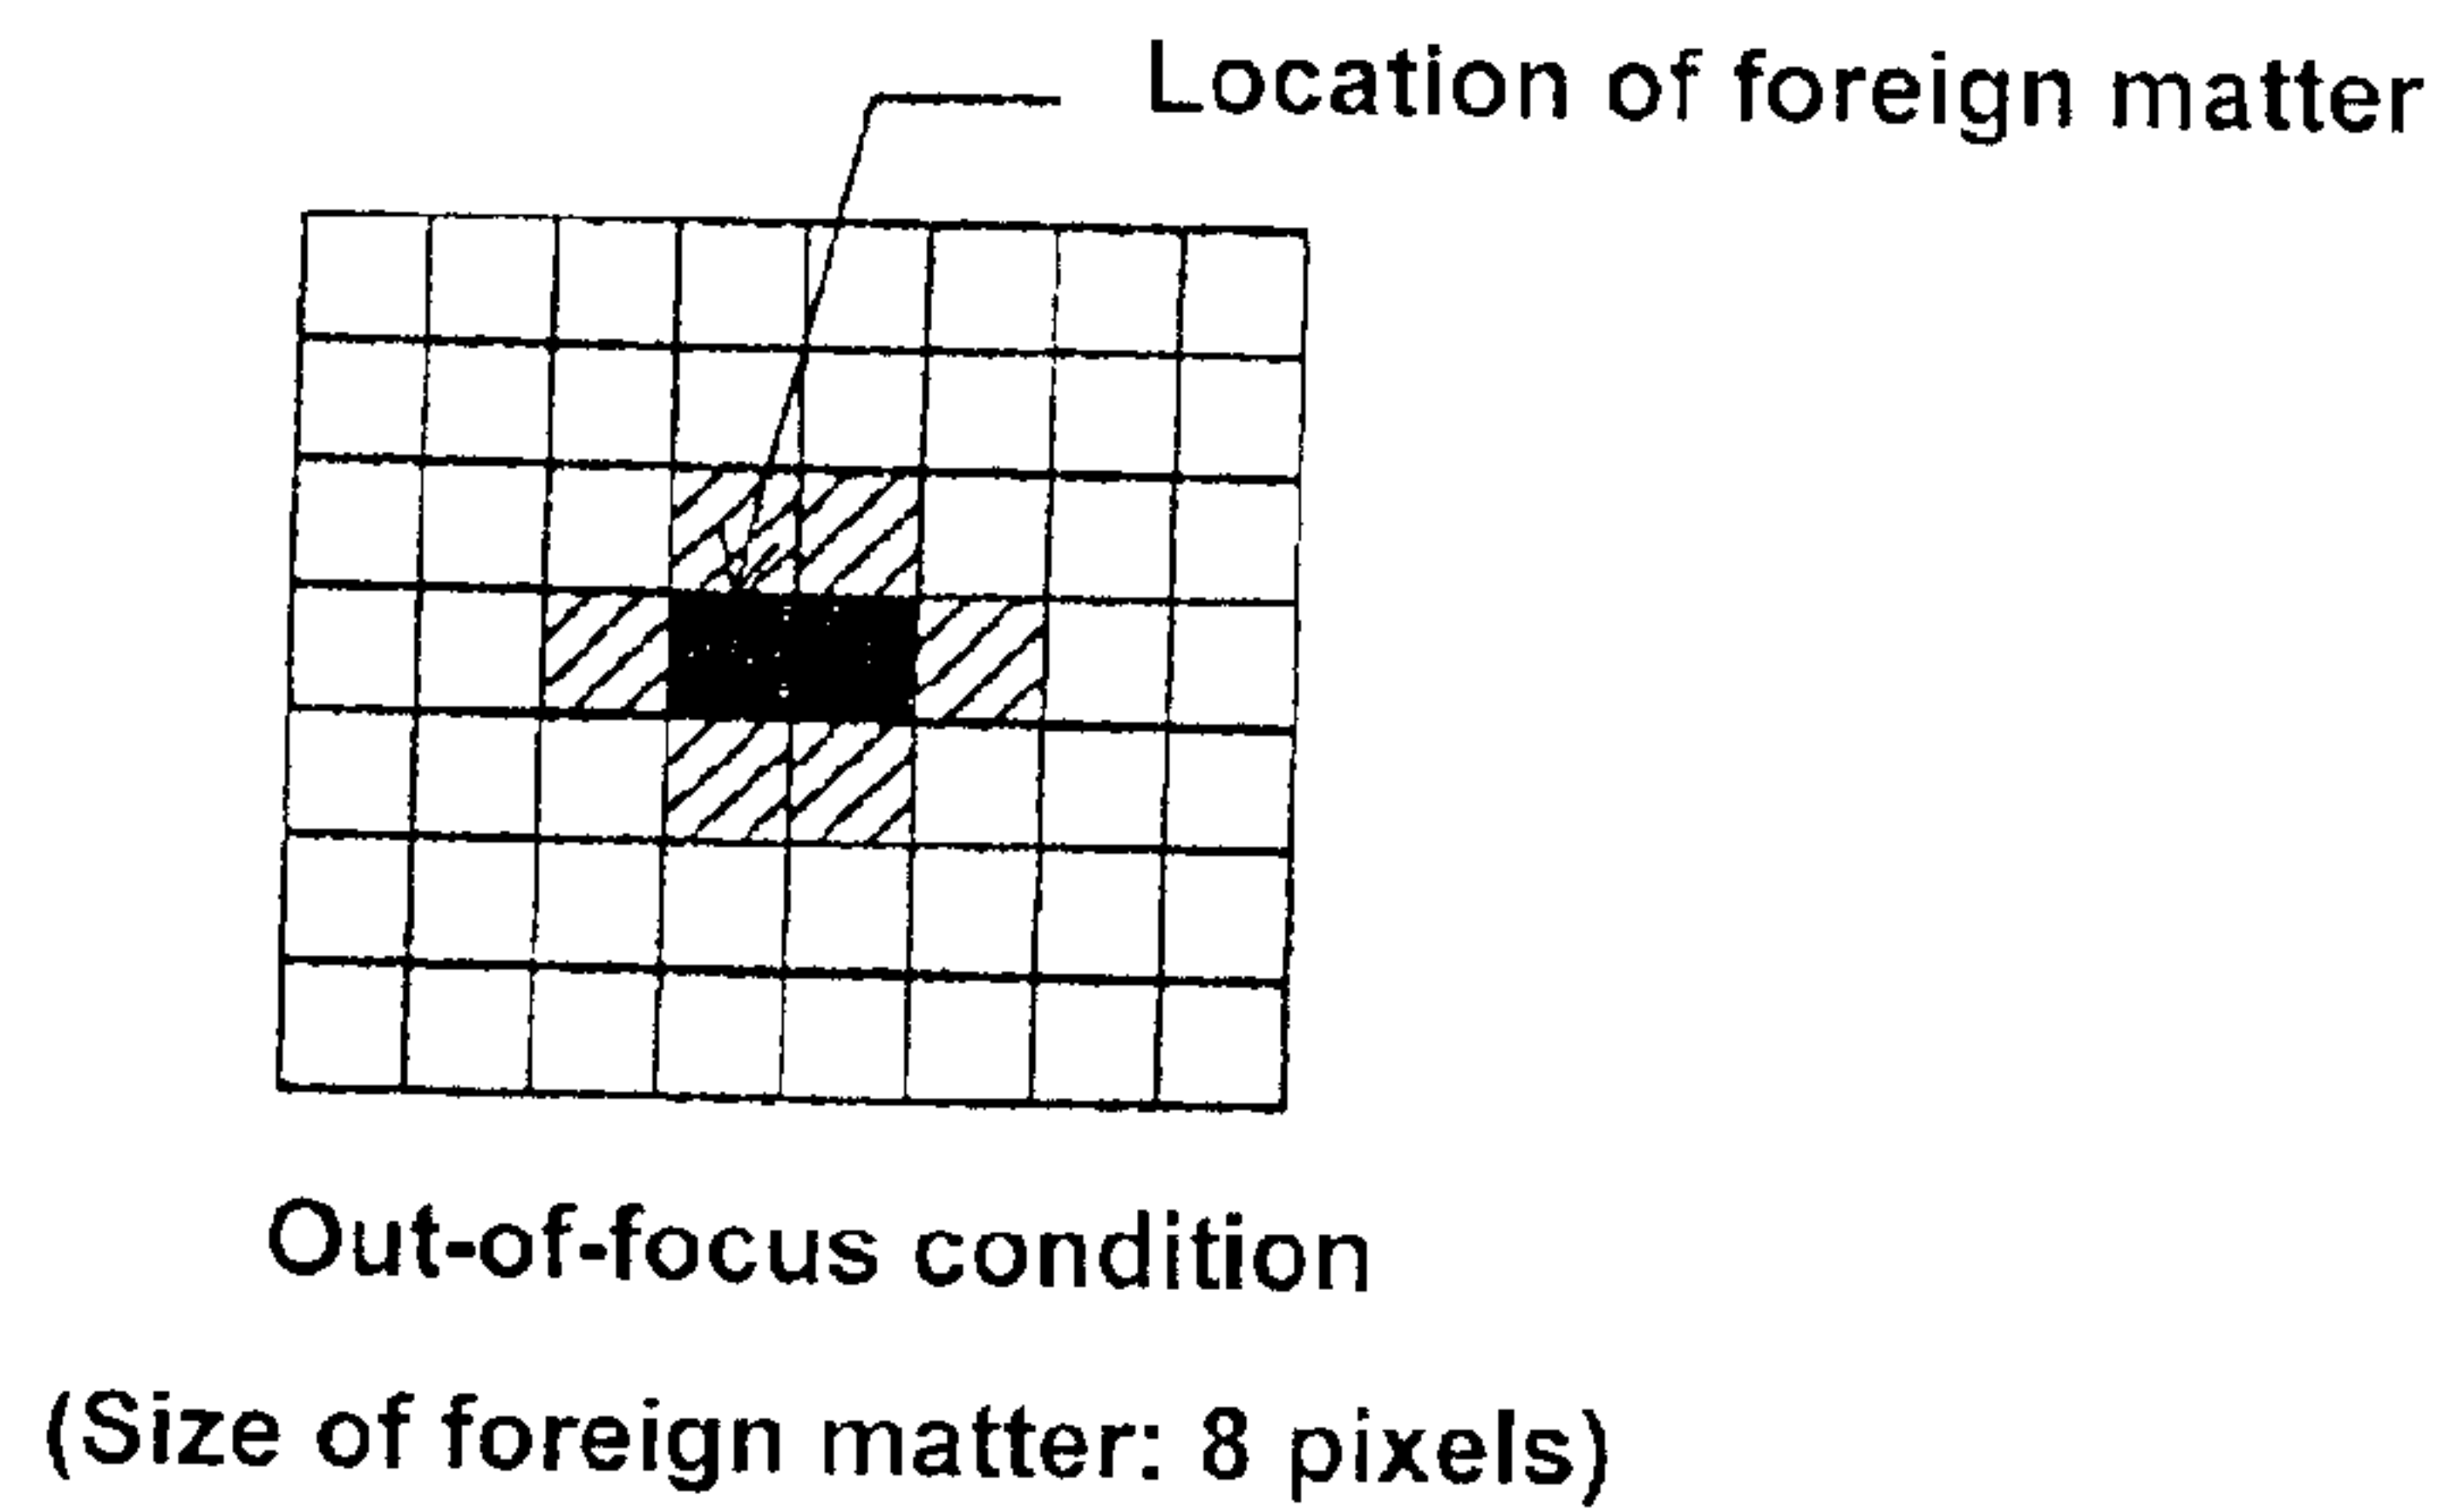 Location of foreign matter
Out-of-focus condition
(Size of foreign matter: 8 pixels)